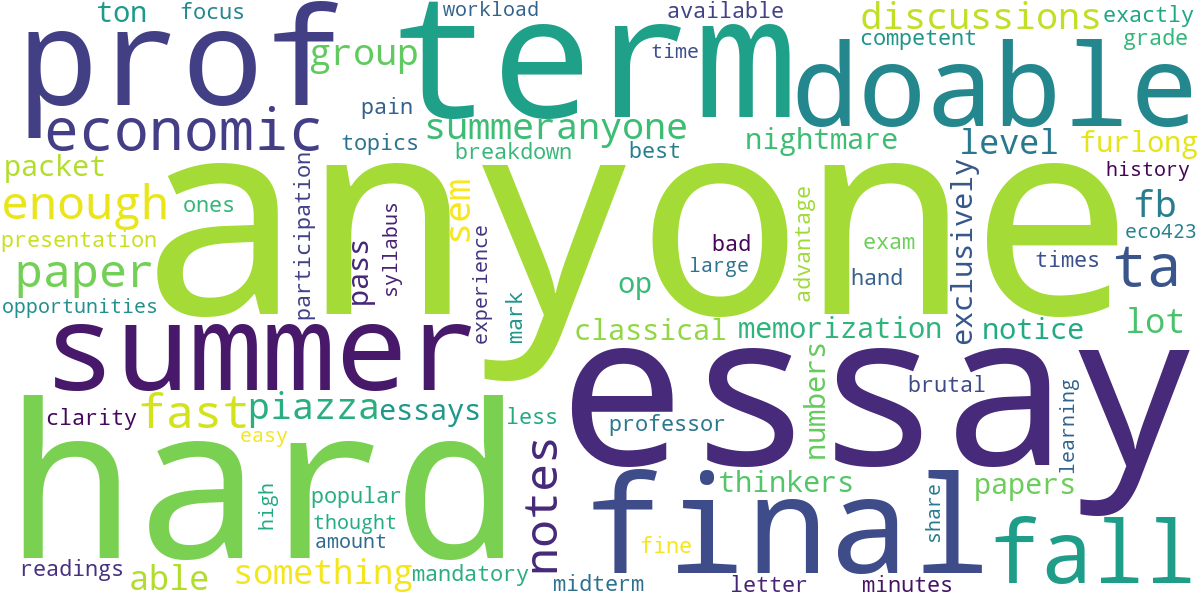 ton
focus
workload
available
discussions
exactly
prof
term
doable
competent
grade
group
time
pain
economic
topics
summeranyone
nightmare
level
furlong
breakdown
best
packet
history
anyone
enough
ones
participation
syllabus
sem
exclusively
fb
presentation
pass
experience
bad
advantage
exam
eco423
paper
large
hand
times
ta
opportunities
mark
op
summer
classical
memorization
notice
lot
essay
fast
piazza
essays
less
brutal
numbers
learning
clarity
easy
professor
hard
high
popular
thought
amount
notes
thinkers
papers
final
share
fall
readings
able
something
mandatory
fine
midterm
letter
minutes